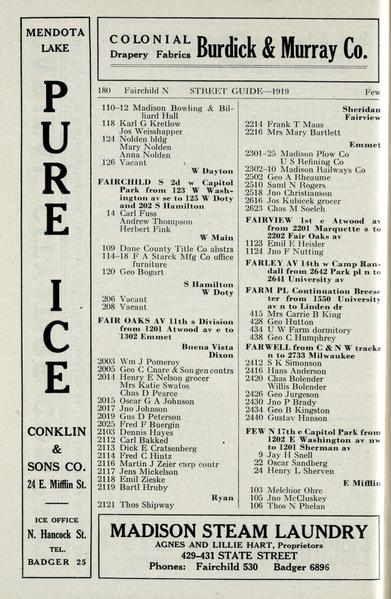 MENDOTA
LAKE
PURE ICE
CONKLIN
&
SONS CO.
24 E. Mifflin St.
ICE OFFICE
N. Hancock St.
TEL.
BADGER 25
COLONIAL
Drapery Fabrics
Burdick & Murray Co.
180 Fairchild N STREET GUIDE—1919 Few
110-12 Madison Bowling & Bil-
liard Hall
118 Karl G Kretlow
Jos Weisshapper
124 Nolden bldg
Mary Nolden
Anna Nolden
126 Vacant
W Dayton
FAIRCHILD S 2d w Capitol
Park from 123 W Wash-
ington av se to 125 W Doty
and 202 S Hamilton
14 Carl Fuss
Andrew Thompson
Herbert Fink
W Main
109 Dane County Title Co abstrs
114-18 F A Starck Mfg Co office
furniture
120 Geo Bogart
S Hamilton
W Doty
206 Vacant
208 Vacant
FAIR OAKS AV 11th s Division
from 1201 Atwood av e to
1302 Emmet
Buena Vista
Dixon
2003 Wm J Pomeroy
2005 Geo C Cnare & Son gen contrs
2014 Henry E Nelson grocer
Mrs Katie Swatos
Chas D Pearce
2015 Oscar G A Johnson
2017 Jno Johnson
2019 Gus D Peterson
2025 Fred F Buergin
2103 Dennis Hayes
2112 Carl Bakked
2113 Dick E Cratsenberg
2114 Fred C Hintz
2116 Martin J Zeier carp contr
2117 Jens Mickelson
2118 Emil Zieske
2119 Bartl Hruby
Ryan
2121 Thos Shipway
Sheridan
Fairview
2214 Frank T Maas
2216 Mrs Mary Bartlett
Emmet
2301-25 Madison Plow Co
U S Refining Co
2302-10 Madison Railways Co
2502 Geo A Rheaume
2510 Saml N Rogers
2518 Jno Christiamson
2616 Jos Kubicek grocer
2623 Chas M Soelch
FAIRVIEW 1st e Atwood av
from 2201 Marquette s to
2202 Fair Oaks av
1123 Emil E Heisler
1124 Jno F Nutting
FARLEY AV 14th w Camp Ran-
dall from 2642 Park pl n to
2641 University av
FARM PL Continuation Breese
ter from 1550 University
av n to Linden dr
415 Mrs Carrie B King
428 Geo Hutton
434 U W Farm dormitory
438 Geo C Humphrey
FARWELL from C & N W tracks
n to 2733 Milwaukee
2412 S K Simonson
2416 Hans Anderson
2420 Chas Bolender
Willis Bolender
2426 Geo Jurgeson
2430 Jno P Brady
2434 Geo B Kingston
2440 Gustav Hanson
FEW N 17th e Capitol Park from
1202 E Washington av nw
to 1201 Sherman av
9 Jay H Snell
22 Oscar Sandberg
24 Henry L Sherven
E Mifflin
103 Melchior Ohre
105 Jno McCluskey
106 Thos N Phelan
MADISON STEAM LAUNDRY
AGNES AND LILLIE HART, Proprietors
429-431 STATE STREET
Phones: Fairchild 530 Badger 6896